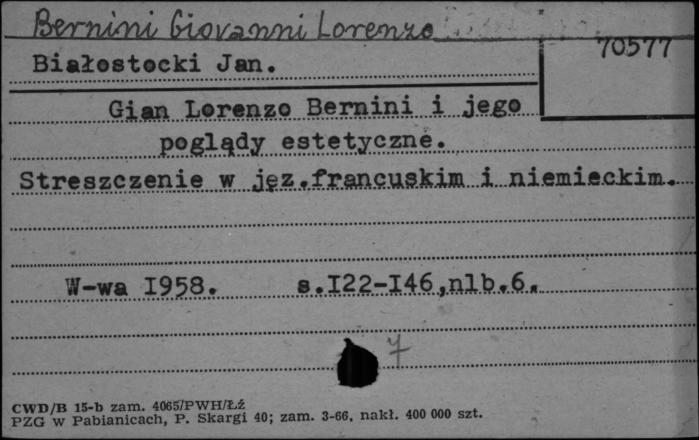 Bernini Giovanni Lorenzo
70577
Białostocki Jan.
Gian Lorenzo Bernini i jego
poglądy estetyczne.
Streszczenie w jęz.francuskim i niemieckim.
W-wa I958. s.I22-I46,nlb.6.
7
CWD/B 15-b zam. 4065/PWH/Łź
PZG w Pabianicach, P. Skargi 40; zam. 3-66, nakł. 400 000 szt.